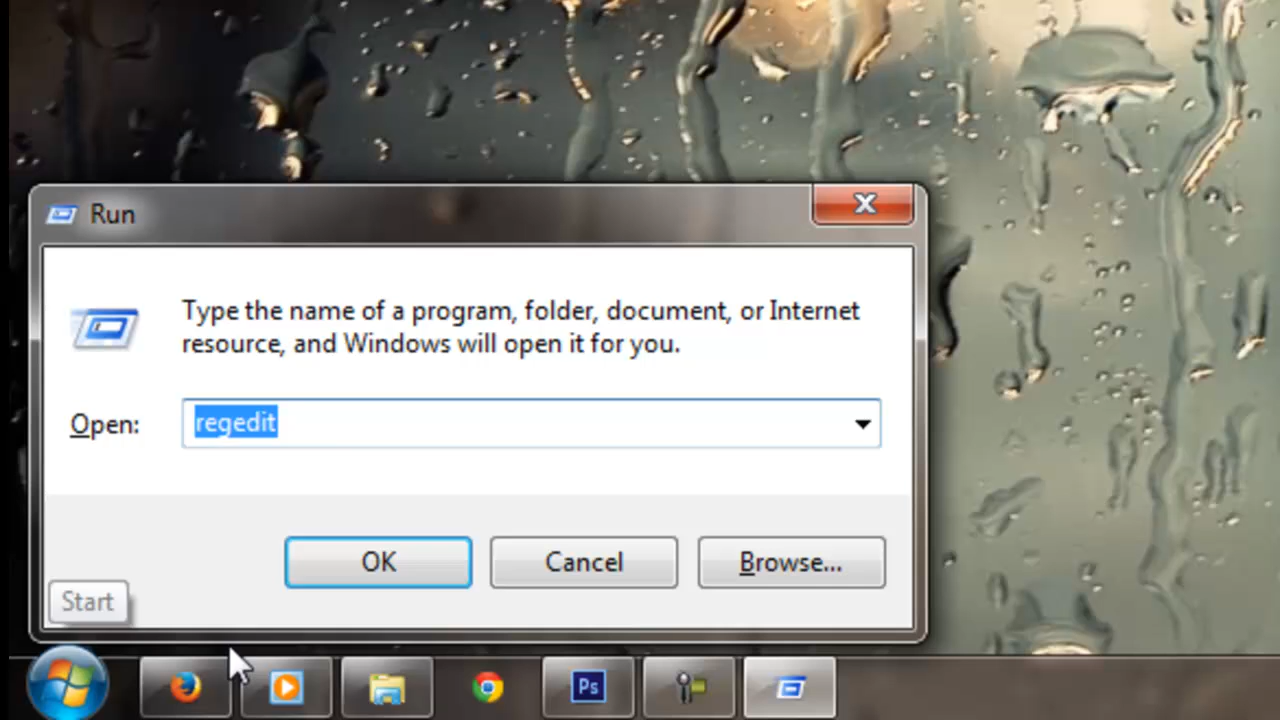 Run
Type the name of a program, folder, document, or Internet
resource, and Windows will open it for you.
Open: regedit
OK Cancel Browse...
Start
Ps